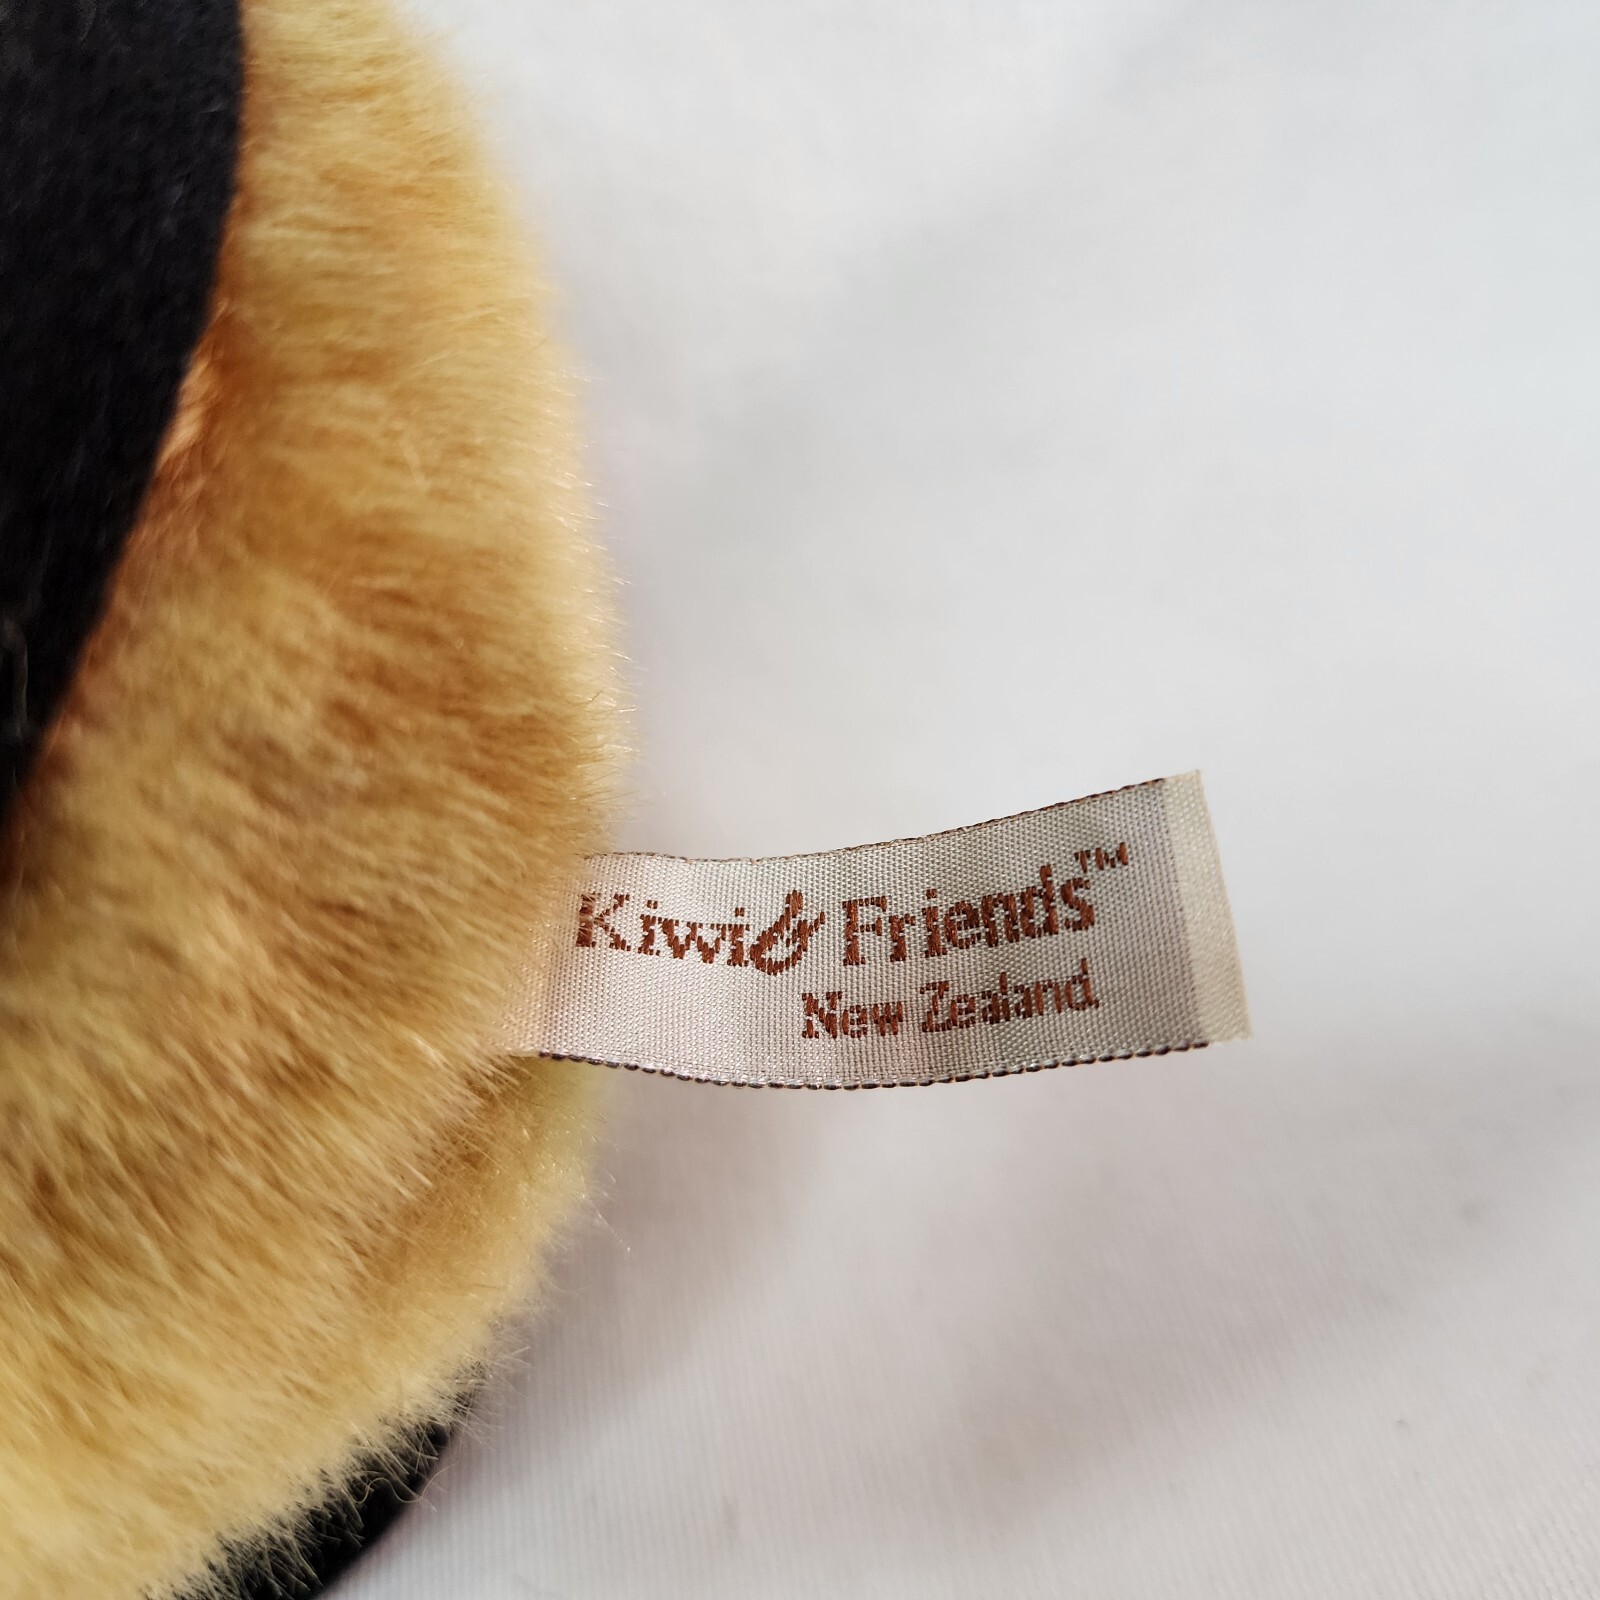 Kiwi & Friends™
New Zealand